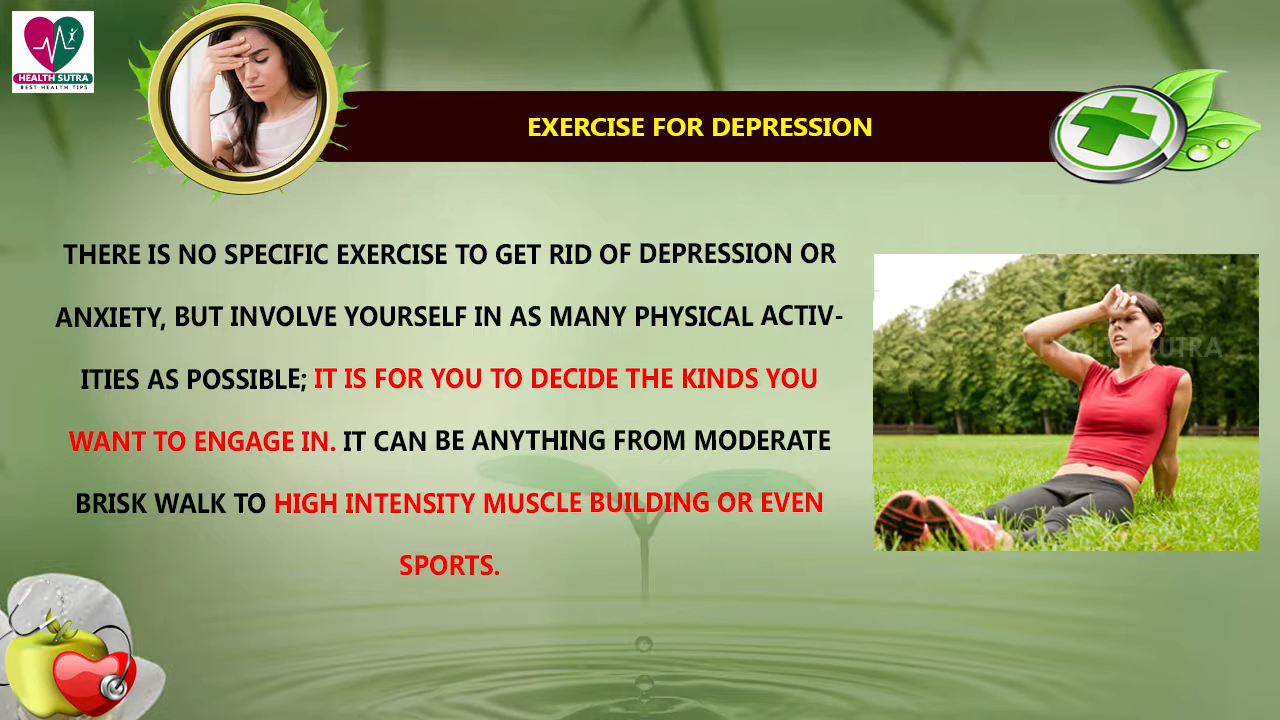 HEALTH SUTRA
BEST HEALTH TIPS
EXERCISE FOR DEPRESSION
THERE IS NO SPECIFIC EXERCISE TO GET RID OF DEPRESSION OR
ANXIETY, BUT INVOLVE YOURSELF IN AS MANY PHYSICAL ACTIV-
ITIES AS POSSIBLE; IT IS FOR YOU TO DECIDE THE KINDS YOU
WANT TO ENGAGE IN. IT CAN BE ANYTHING FROM MODERATE
BRISK WALK TO HIGH INTENSITY MUSCLE BUILDING OR EVEN
SPORTS.
HEALTH SUTRA